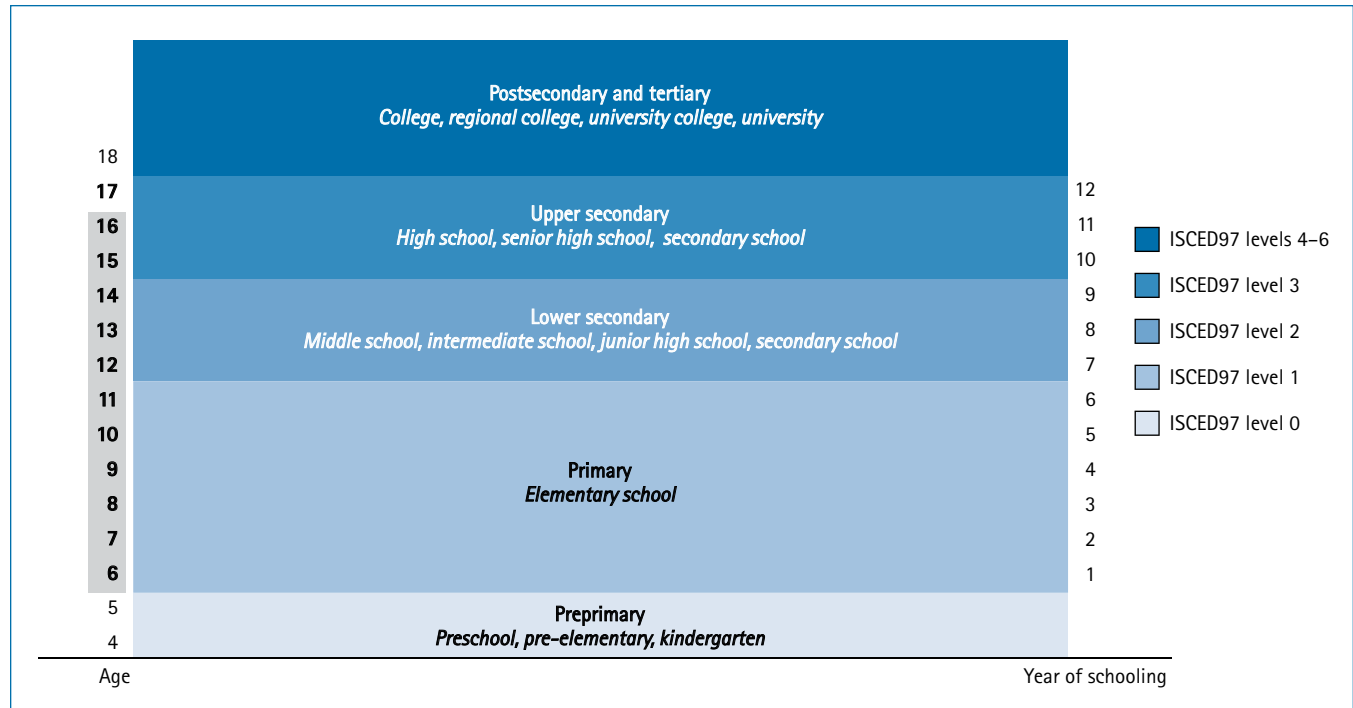 Postsecondary and tertiary
College, regional college, university college, university
18
17
12
Upper secondary
16
11
High school, senior high school, secondary school
ISCED97 levels 4–6
15
10
ISCED97 level 3
14
9
Lower secondary
13
8
ISCED97 level 2
Middle school, intermediate school, junior high school, secondary school
12
7
ISCED97 level 1
11
6
ISCED97 level 0
10
5
9
Primary
4
Elementary school
8
3
7
2
6
1
5
Preprimary
Preschool, pre-elementary, kindergarten
4
Age
Year of schooling